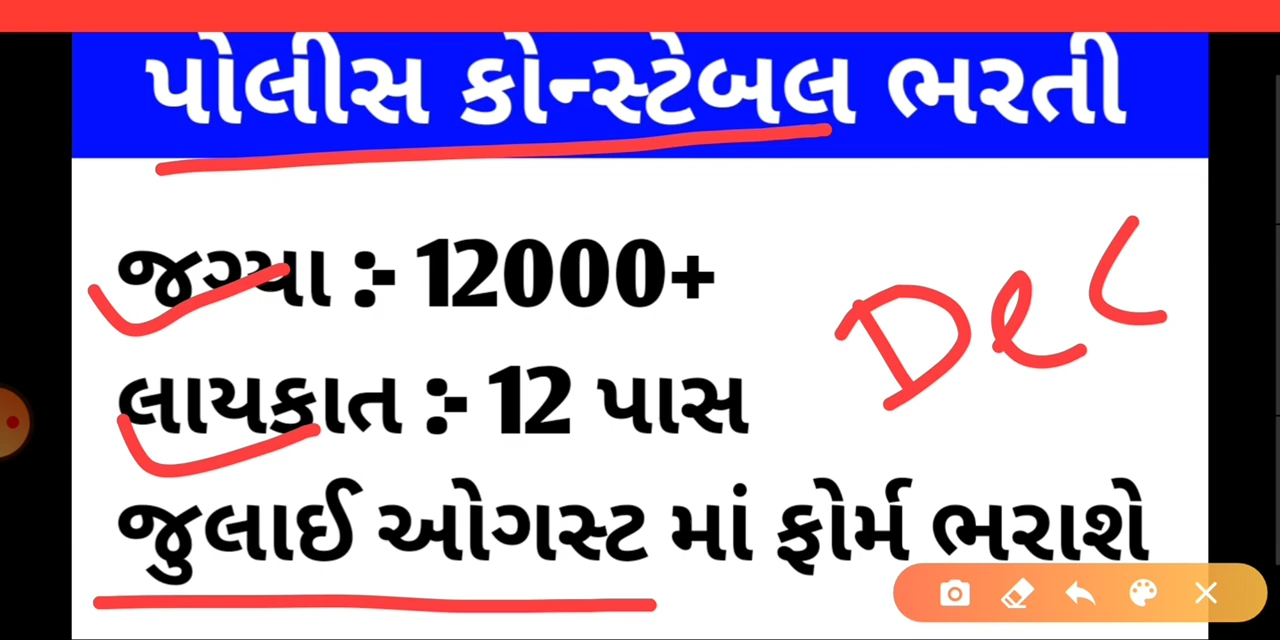 પોલીસ કોન્સ્ટેબલ ભરતી
જગ્યા :- 12000+
Dec
લાયકાત :- 12 પાસ
જુલાઈ ઓગસ્ટ માં ફોર્મ ભરાશે